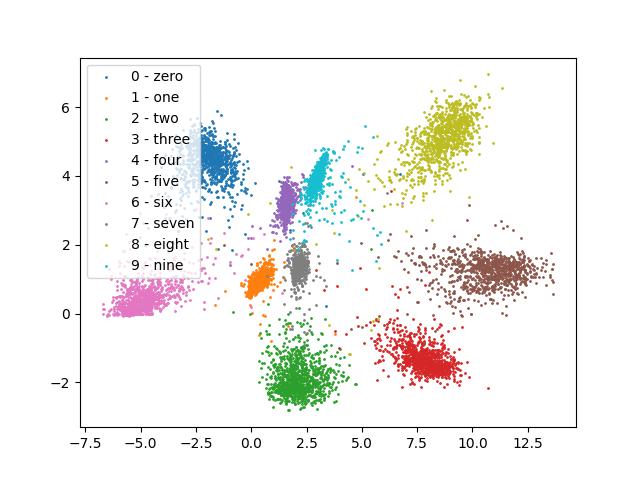 0 - zero
1 - one
2 - two
3 - three
4 - four
5 - five
6 - six
7 - seven
8 - eight
9 - nine
6
4
2
0
−2
−7.5 −5.0 −2.5 0.0 2.5 5.0 7.5 10.0 12.5